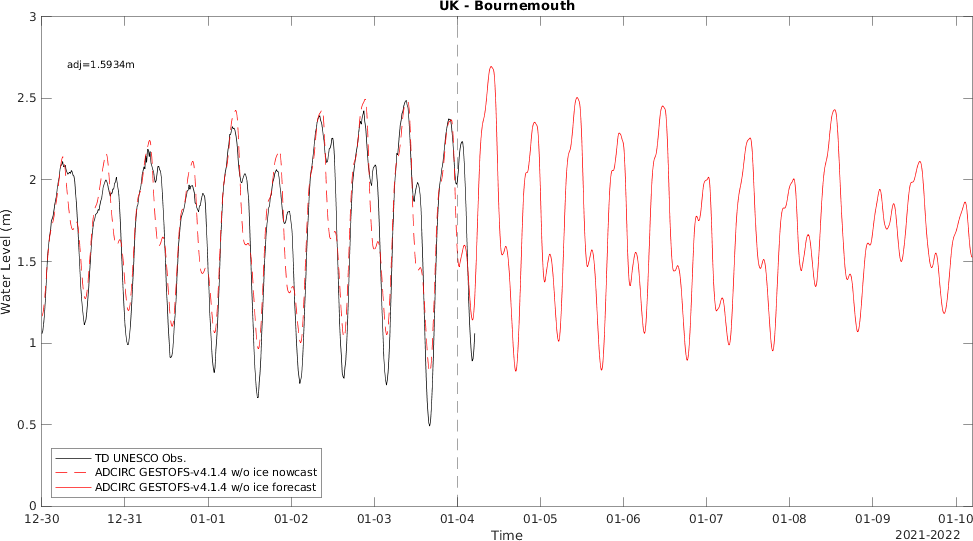 UK - Bournemouth
adj=1.5934m
3
2.5
2
1.5
1
0.5
0
Water Level (m)
TD UNESCO Obs.
ADCIRC GESTOFS-v4.1.4 w/o ice nowcast
ADCIRC GESTOFS-v4.1.4 w/o ice forecast
12-30 12-31 01-01 01-02 01-03 01-04 01-05 01-06 01-07 01-08 01-09 01-10
Time
2021-2022